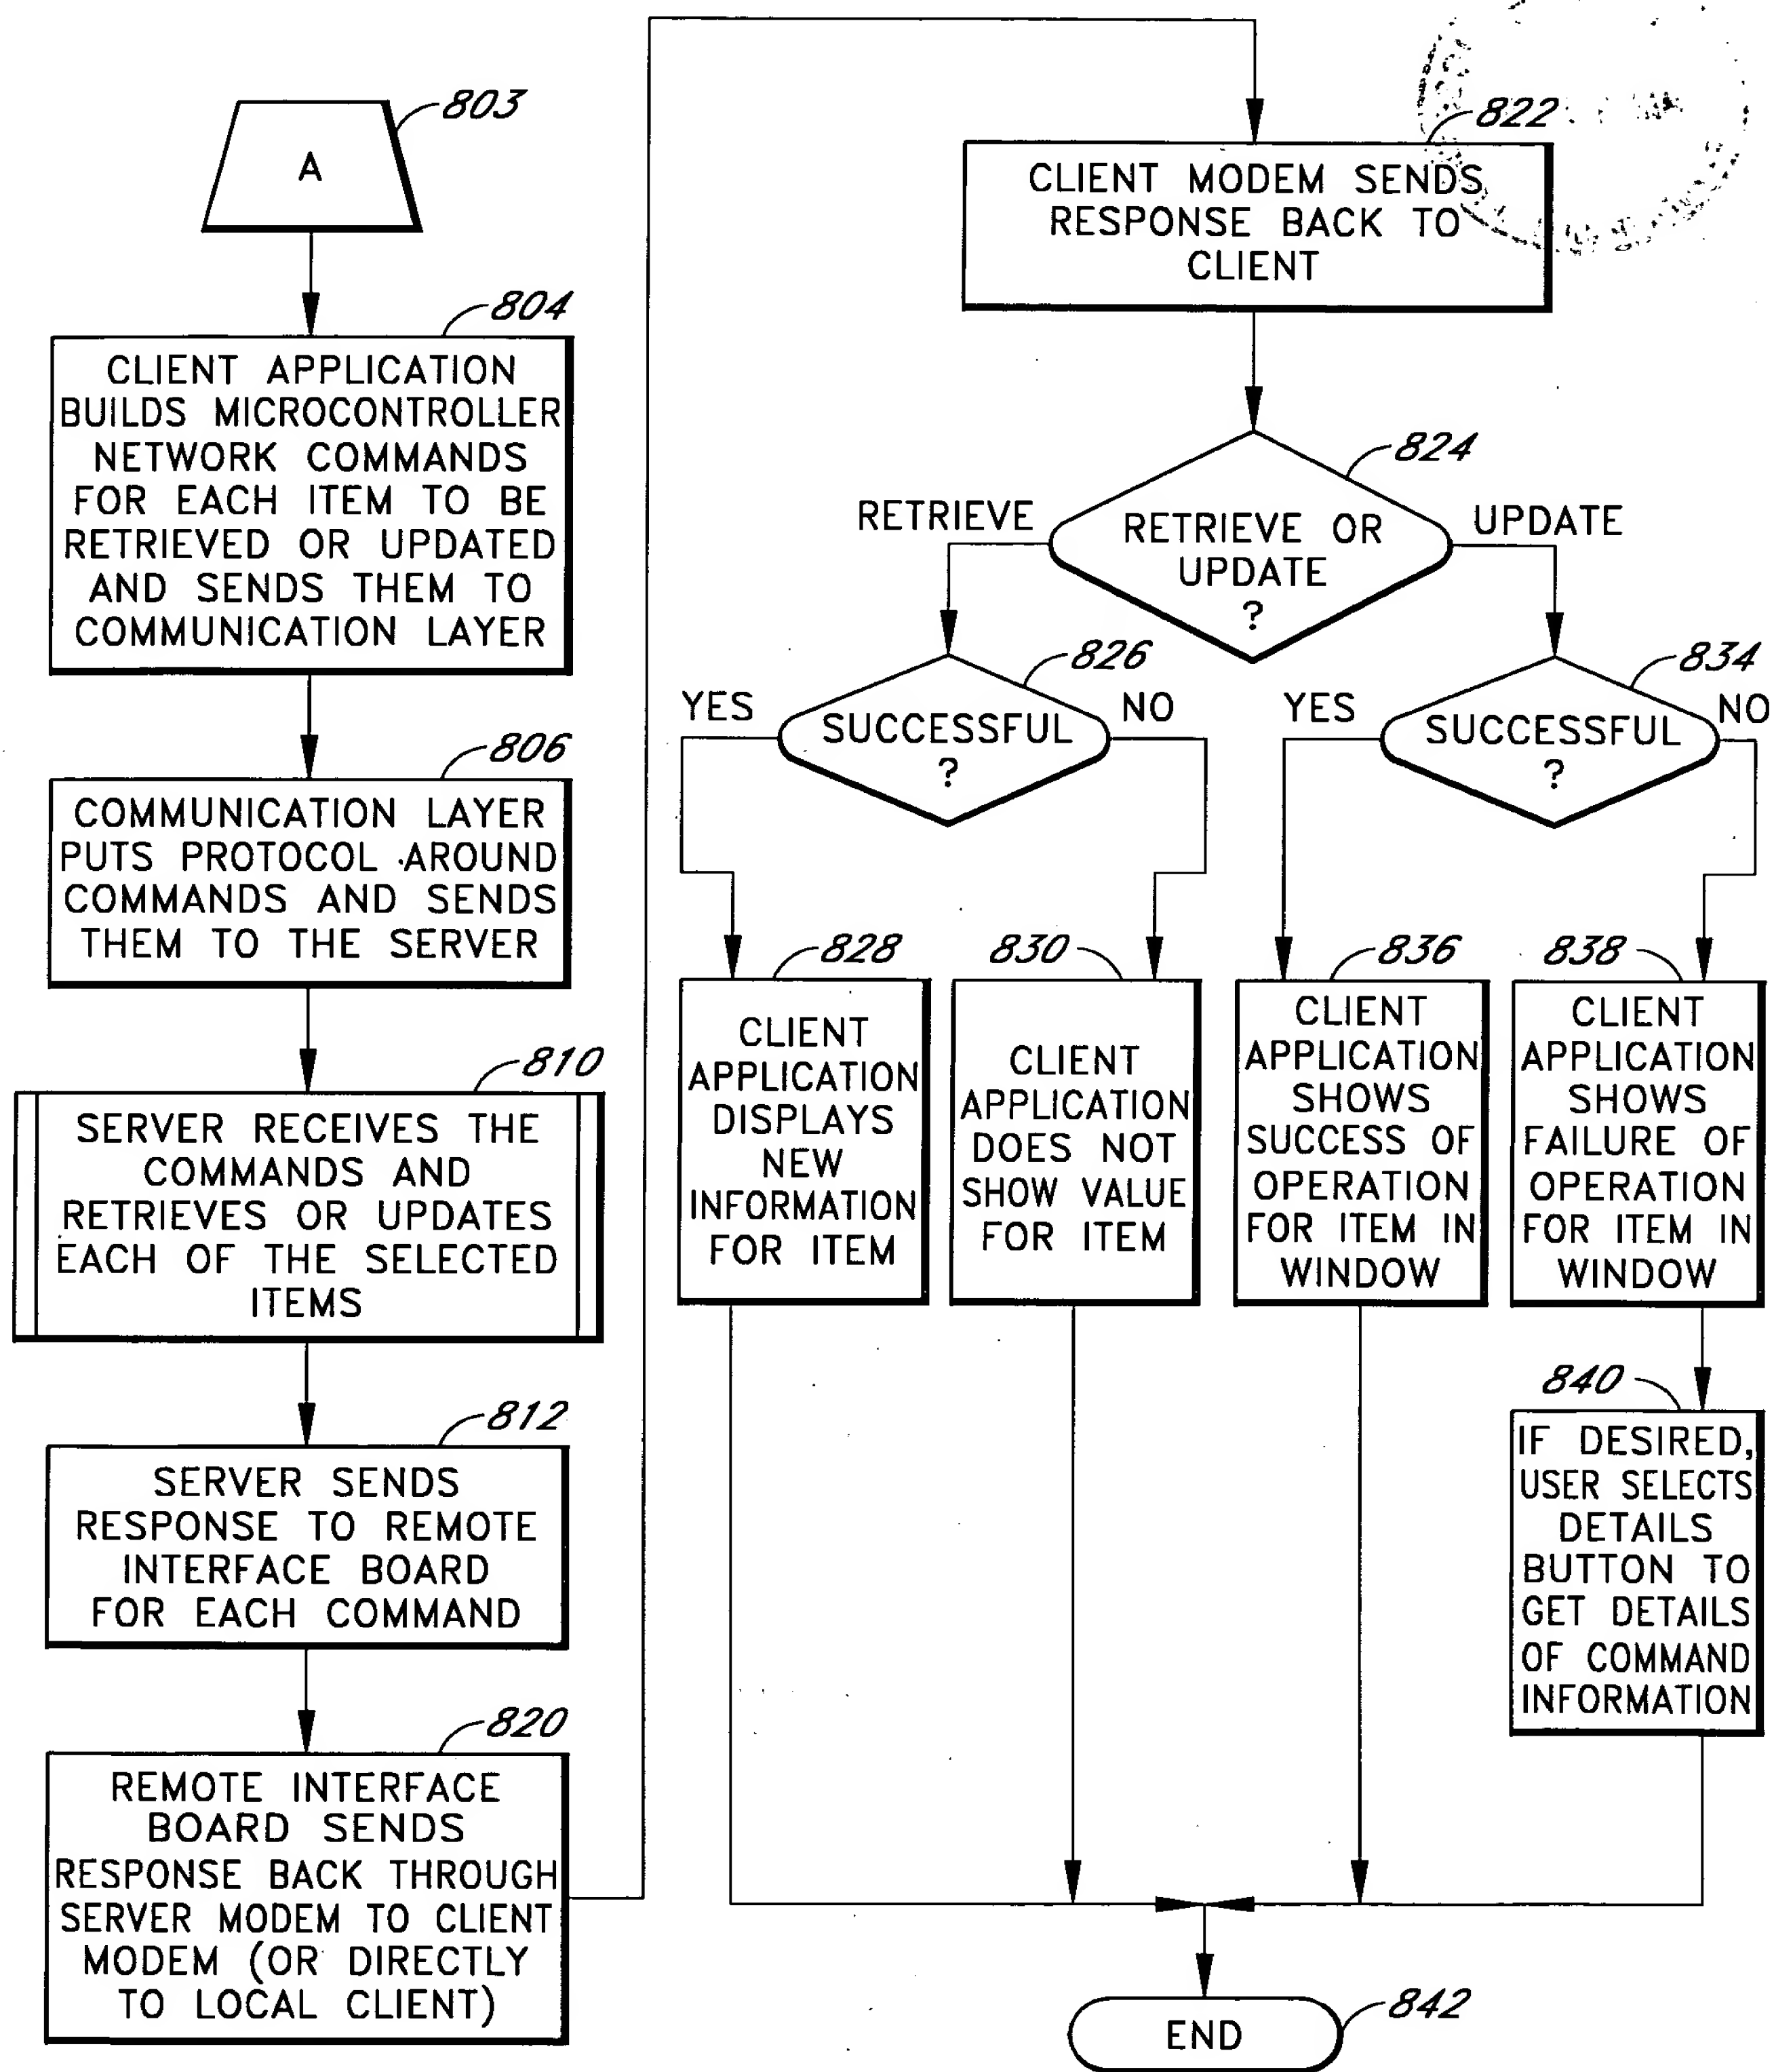 803
A
804
CLIENT APPLICATION
BUILDS MICROCONTROLLER
NETWORK COMMANDS
FOR EACH ITEM TO BE
RETRIEVED OR UPDATED
AND SENDS THEM TO
COMMUNICATION LAYER
806
COMMUNICATION LAYER
PUTS PROTOCOL AROUND
COMMANDS AND SENDS
THEM TO THE SERVER
810
SERVER RECEIVES THE
COMMANDS AND
RETRIEVES OR UPDATES
EACH OF THE SELECTED
ITEMS
812
SERVER SENDS
RESPONSE TO REMOTE
INTERFACE BOARD
FOR EACH COMMAND
820
REMOTE INTERFACE
BOARD SENDS
RESPONSE BACK THROUGH
SERVER MODEM TO CLIENT
MODEM (OR DIRECTLY
TO LOCAL CLIENT)
822
CLIENT MODEM SENDS
RESPONSE BACK TO
CLIENT
824
RETRIEVE
RETRIEVE OR
UPDATE
?
UPDATE
826
YES
SUCCESSFUL
?
NO
834
YES
SUCCESSFUL
?
NO
828
CLIENT
APPLICATION
DISPLAYS
NEW
INFORMATION
FOR ITEM
830
CLIENT
APPLICATION
DOES NOT
SHOW VALUE
FOR ITEM
836
CLIENT
APPLICATION
SHOWS
SUCCESS OF
OPERATION
FOR ITEM IN
WINDOW
838
CLIENT
APPLICATION
SHOWS
FAILURE OF
OPERATION
FOR ITEM IN
WINDOW
840
IF DESIRED,
USER SELECTS
DETAILS
BUTTON TO
GET DETAILS
OF COMMAND
INFORMATION
END
842